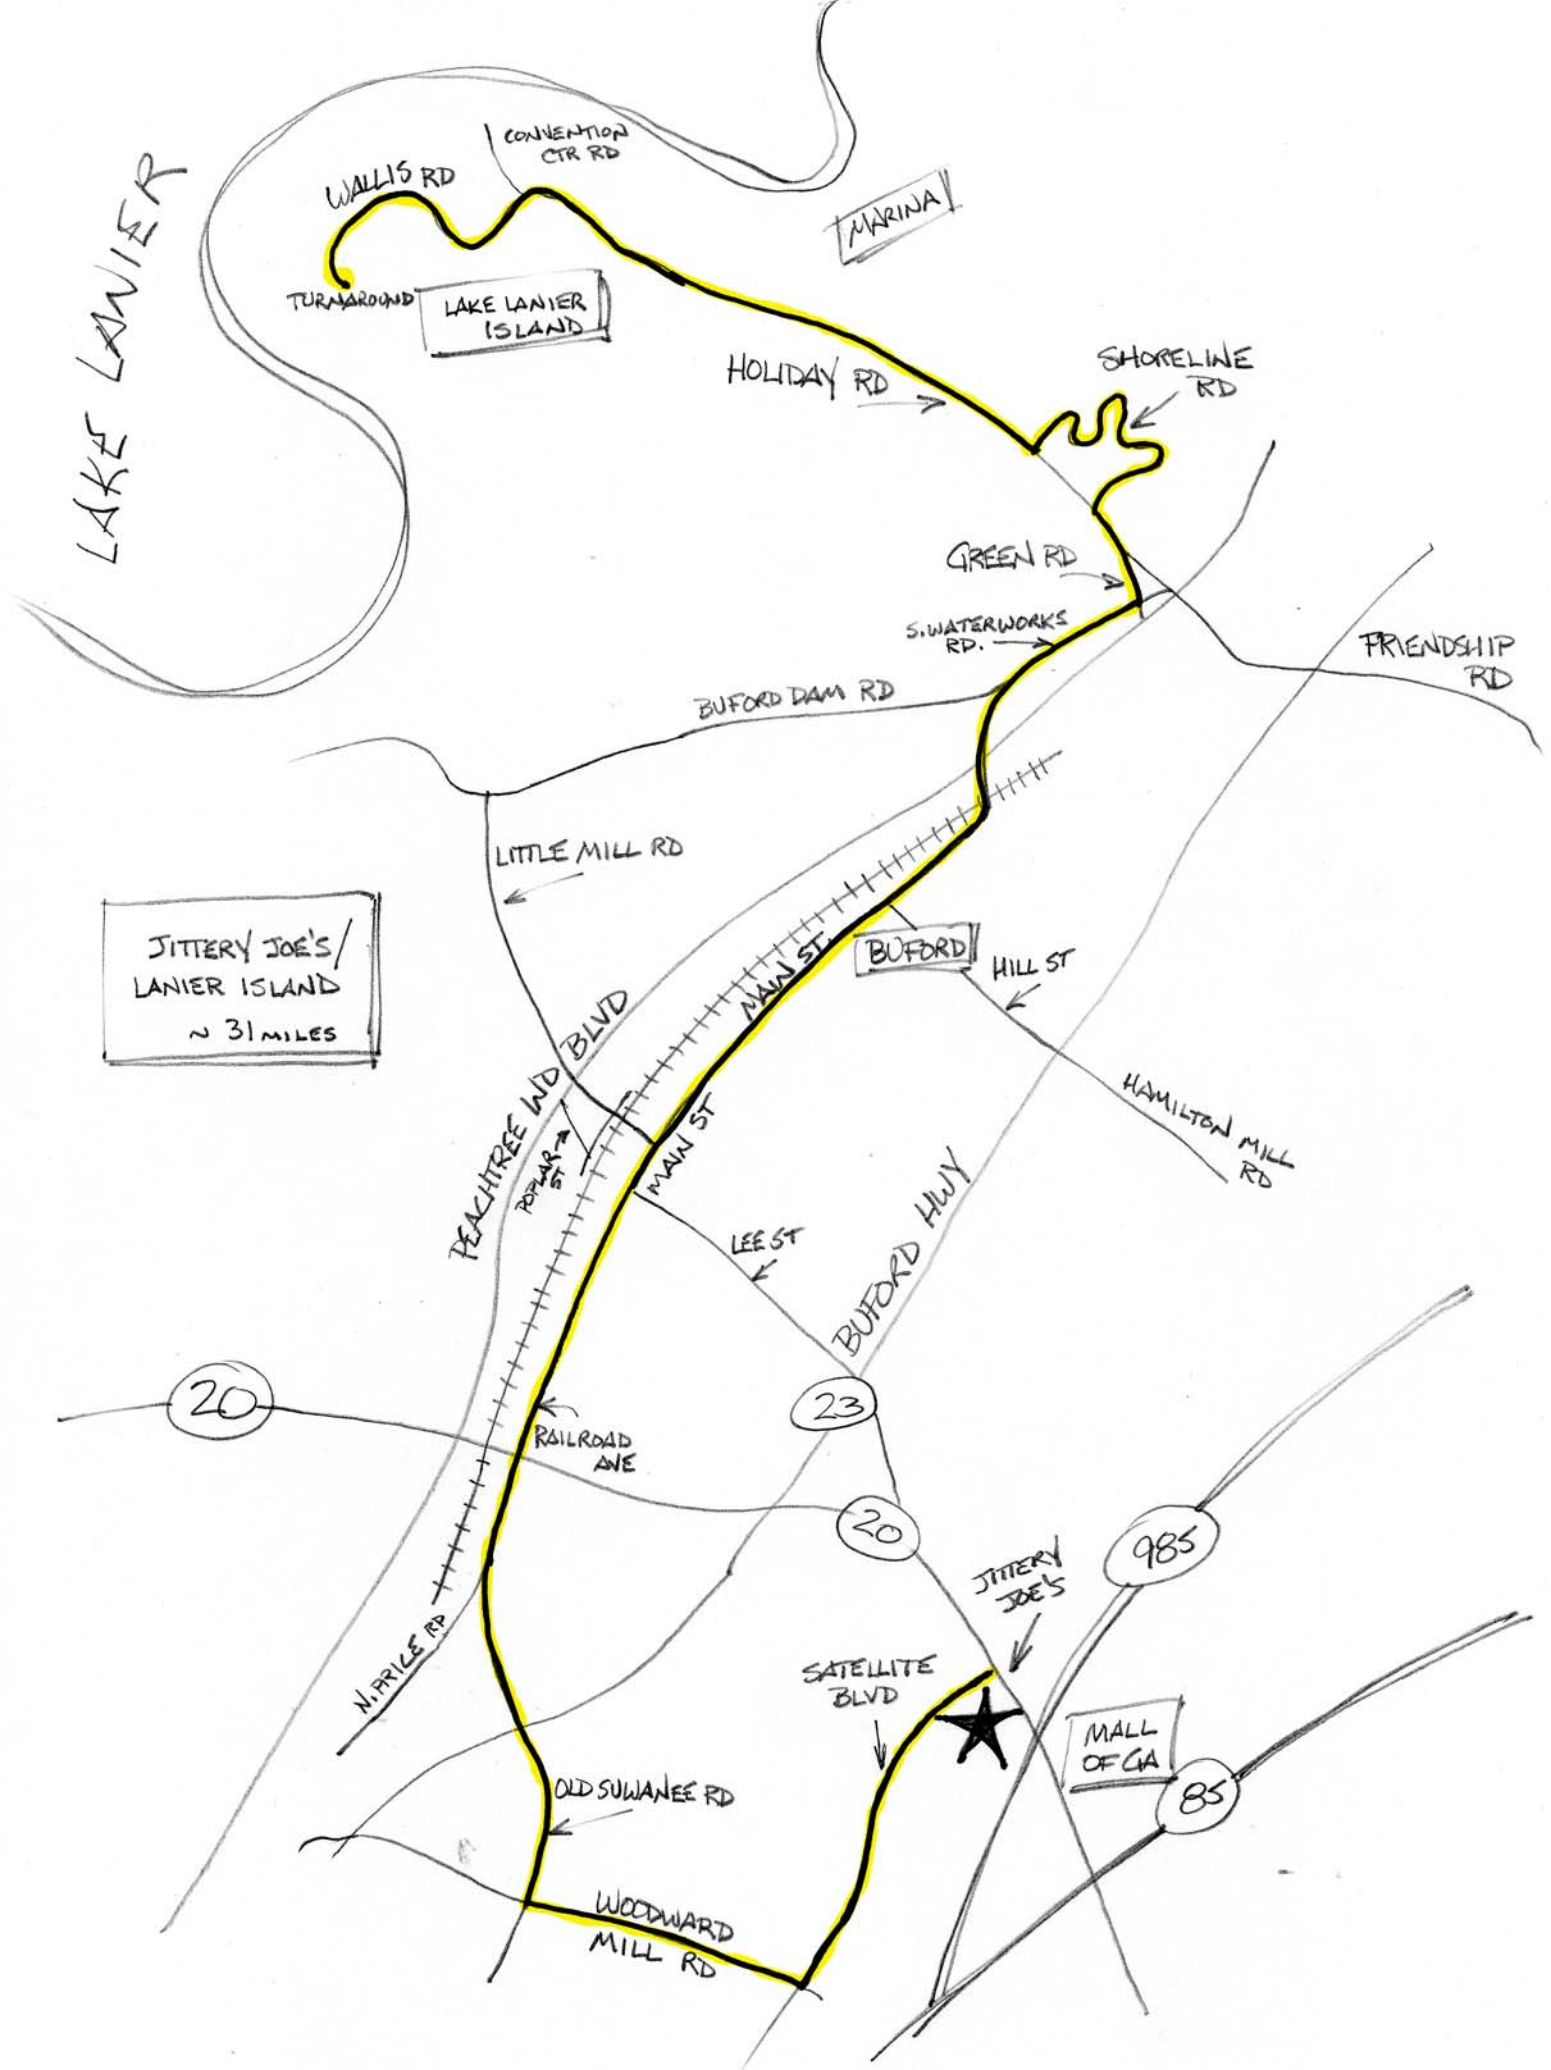 CONVENTION
CTR RD
WALLIS RD
LAKE LANIER
MARINA
TURNAROUND
LAKE LANIER
ISLAND
HOLIDAY RD
SHORELINE
RD
GREEN RD
S. WATERWORKS
RD.
FRIENDSHIP
RD
BUFORD DAM RD
LITTLE MILL RD
JITTERY JOE'S/
LANIER ISLAND
~ 31 MILES
BUFORD
MAIN ST.
HILL ST
PEACHTREE IND BLVD
HAMILTON MILL
RD
MAIN ST
POPLAR
ST
LEE ST
BUFORD HWY
20
23
RAILROAD
AVE
20
985
JITTERY
JOE'S
N. PRICE RD
SATELLITE
BLVD
MALL
OF GA
85
OLD SUWANEE RD
WOODWARD
MILL RD